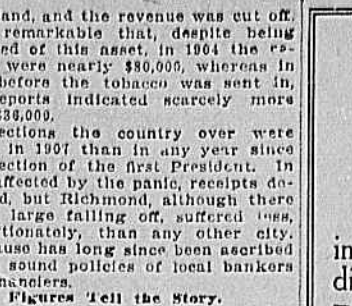 and, and the revenue was cut off.
remarkable that, despite being
ed of this asset, in 1904 the re-
were nearly $80,000, whereas in
before the tobacco was sent in,
eports indicated scarcely more
$36,000.
ections the country over were
in 1907 than in any year since
ection of the first President. In
affected by the panic, receipts de-
d, but Richmond, although there
large falling off, suffered less,
rtionately, than any other city.
ause has long since been ascribed
sound policies of local bankers
nanciers.
Figures Tell the Story.
in
di